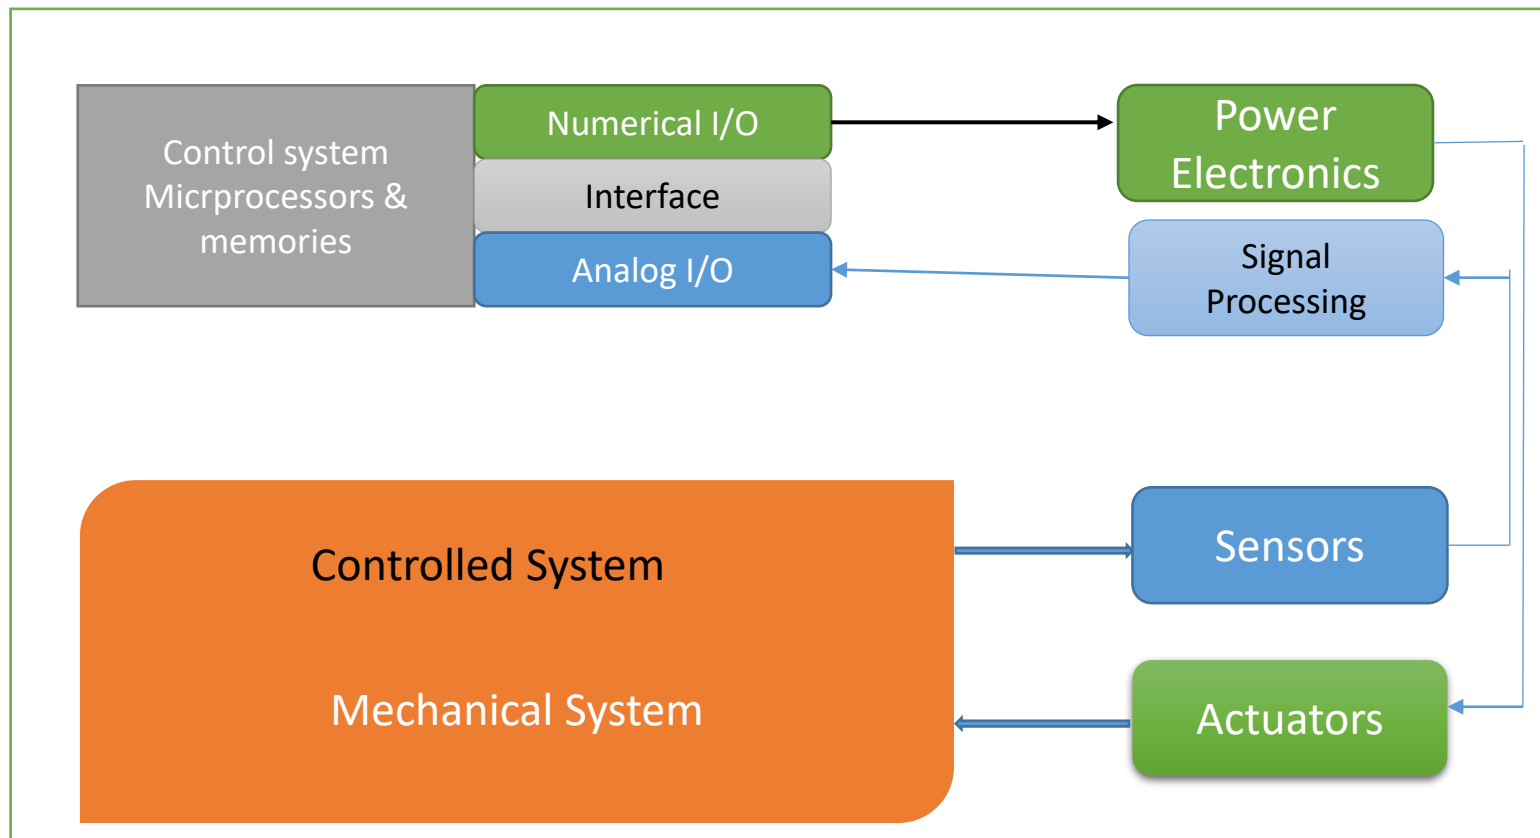 Control system
Micrprocessors &
memories
Numerical I/O
Interface
Analog I/O
Power
Electronics
Signal
Processing
Controlled System
Mechanical System
Sensors
Actuators